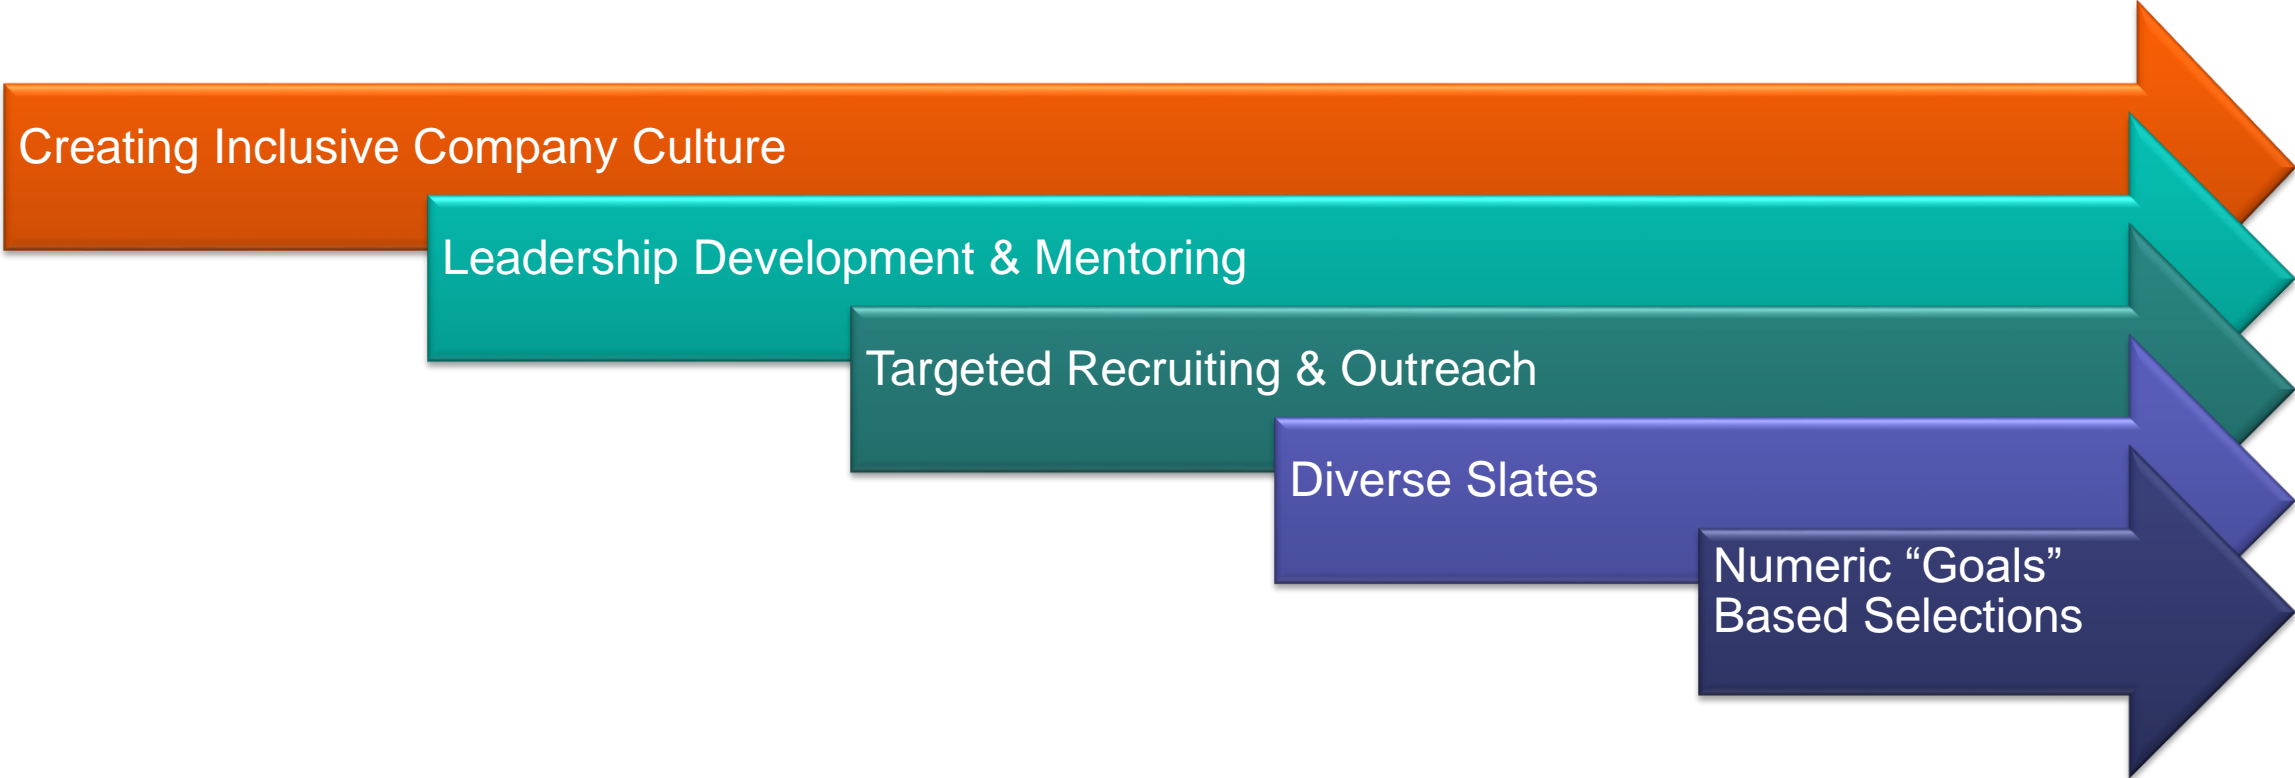 Creating Inclusive Company Culture
Leadership Development & Mentoring
Targeted Recruiting & Outreach
Diverse Slates
Numeric “Goals”
Based Selections